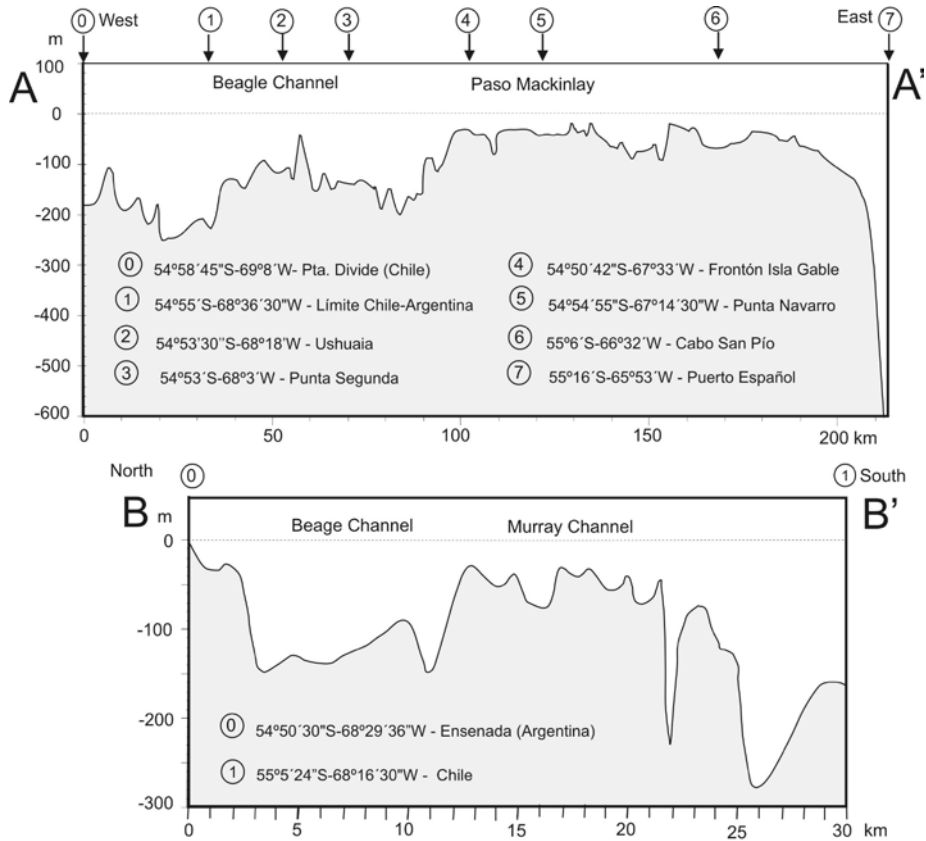 0 West 1 2 3 4 5 6 East 7
m
A A'
100
Beagle Channel Paso Mackinlay
0
-100
-200
-300
-400
-500
-600
0 54º58´45"S-69º8´W- Pta. Divide (Chile)
1 54º55´S-68º36´30"W - Límite Chile-Argentina
2 54º53'30''S-68º18'W - Ushuaia
3 54º53´S-68º3´W - Punta Segunda
4 54º50´42"S-67º33´W - Frontón Isla Gable
5 54º54´55"S-67º14´30"W - Punta Navarro
6 55º6´S-66º32´W - Cabo San Pío
7 55º16´S-65º53´W - Puerto Español
0 50 100 150 200 km
North 0 1 South
B m B'
Beage Channel Murray Channel
0
-100
-200
-300
0 54º50´30"S-68º29´36"W - Ensenada (Argentina)
1 55º5´24"S-68º16´30"W - Chile
0 5 10 15 20 25 30 km